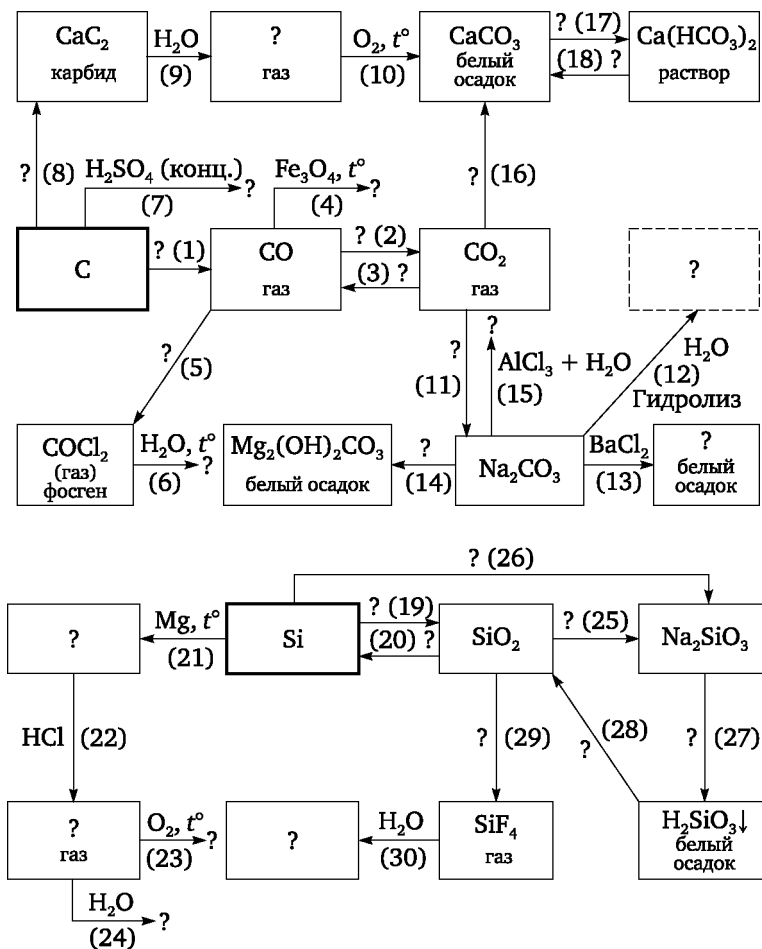 CaC₂
карбид
H₂O
(9)
?
газ
O₂, t°
(10)
CaCO₃
белый
осадок
? (17)
(18) ?
Ca(HCO₃)₂
раствор
? (8)
H₂SO₄ (конц.)
(7)
?
Fe₃O₄, t°
(4)
?
? (16)
C
? (1)
CO
газ
? (2)
(3) ?
CO₂
газ
?
?
(5)
?
(11)
?
AlCl₃ + H₂O
(15)
H₂O
(12)
Гидролиз
COCl₂
(газ)
фосген
H₂O, t°
(6)
?
Mg₂(OH)₂CO₃
белый осадок
?
(14)
Na₂CO₃
BaCl₂
(13)
?
белый
осадок
? (26)
?
Mg, t°
(21)
Si
? (19)
(20) ?
SiO₂
? (25)
Na₂SiO₃
HCl (22)
? (29)
(28)
?
? (27)
?
газ
O₂, t°
(23)
?
?
H₂O
(30)
SiF₄
газ
H₂SiO₃↓
белый
осадок
H₂O
(24)
?